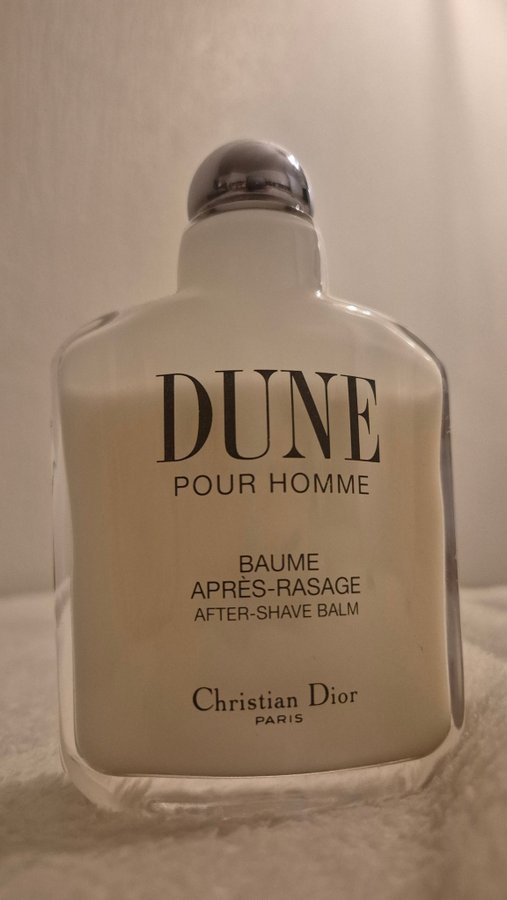 DUNE
POUR HOMME
BAUME
APRÈS-RASAGE
AFTER-SHAVE BALM
Christian Dior
PARIS